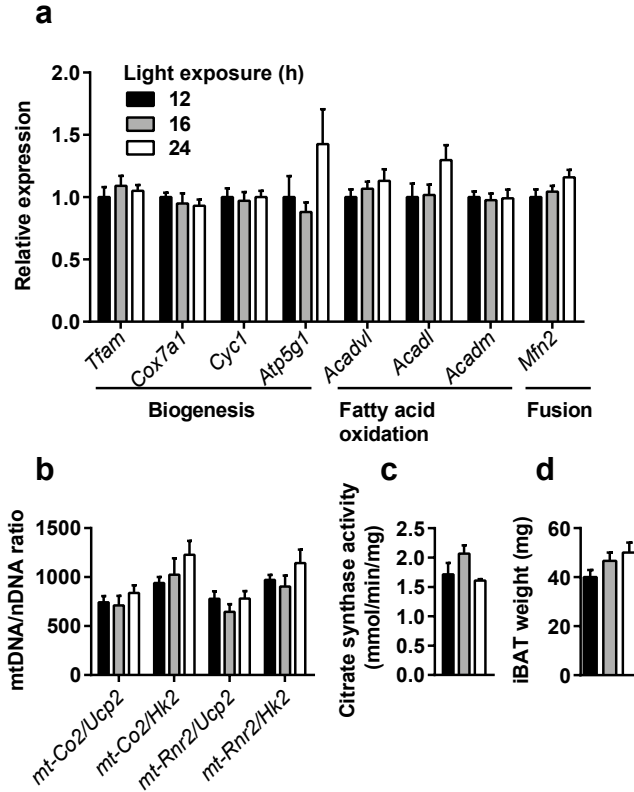 a
Light exposure (h)
12
16
24
Relative expression
2.0
1.5
1.0
0.5
0.0
Tfam
Cox7a1
Cyc1
Atp5g1
Acadvl
Acadl
Acadm
Mfn2
Biogenesis
Fatty acid
oxidation
Fusion
b
mtDNA/nDNA ratio
1500
1000
500
0
mt-Co2/Ucp2
mt-Co2/Hk2
mt-Rnr2/Ucp2
mt-Rnr2/Hk2
c
Citrate synthase activity
(mmol/min/mg)
2.5
2.0
1.5
1.0
0.5
0.0
d
iBAT weight (mg)
60
40
20
0